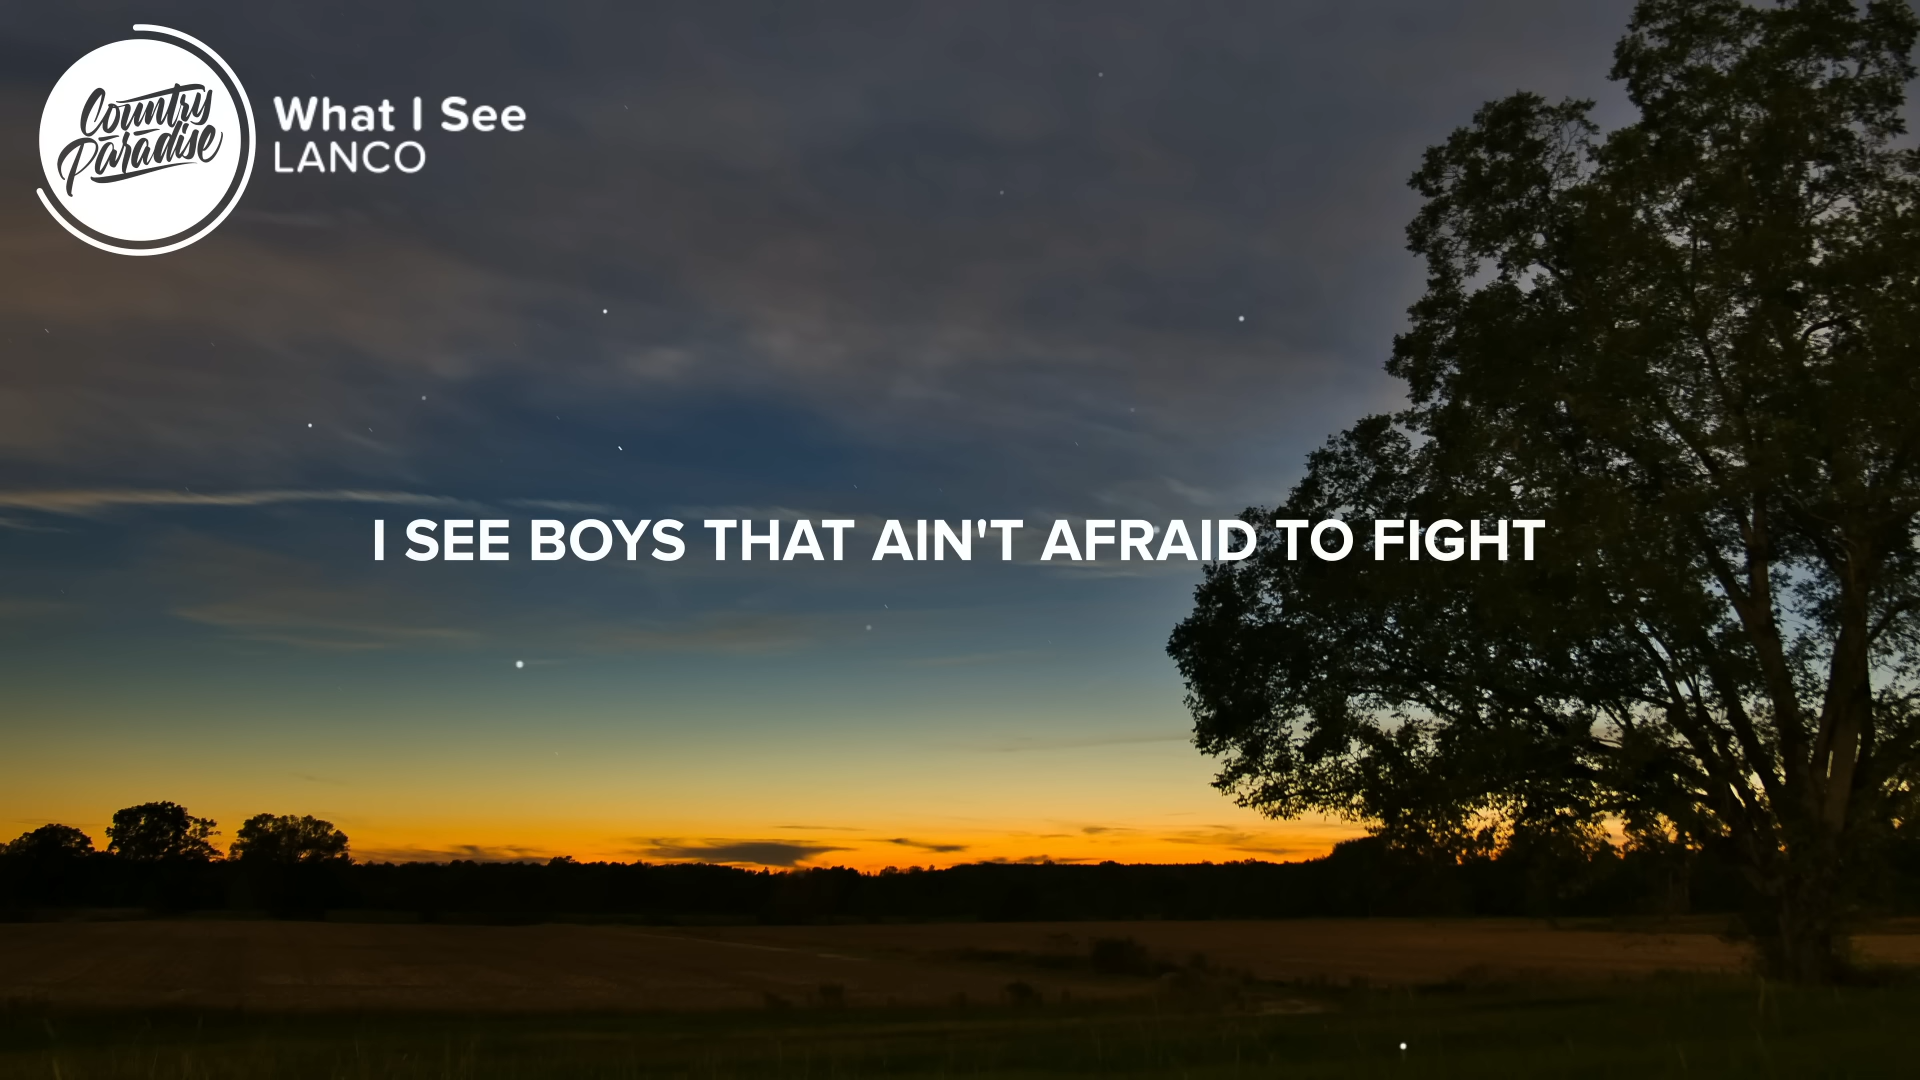 Country
Paradise
What I See
LANCO
I SEE BOYS THAT AIN'T AFRAID TO FIGHT